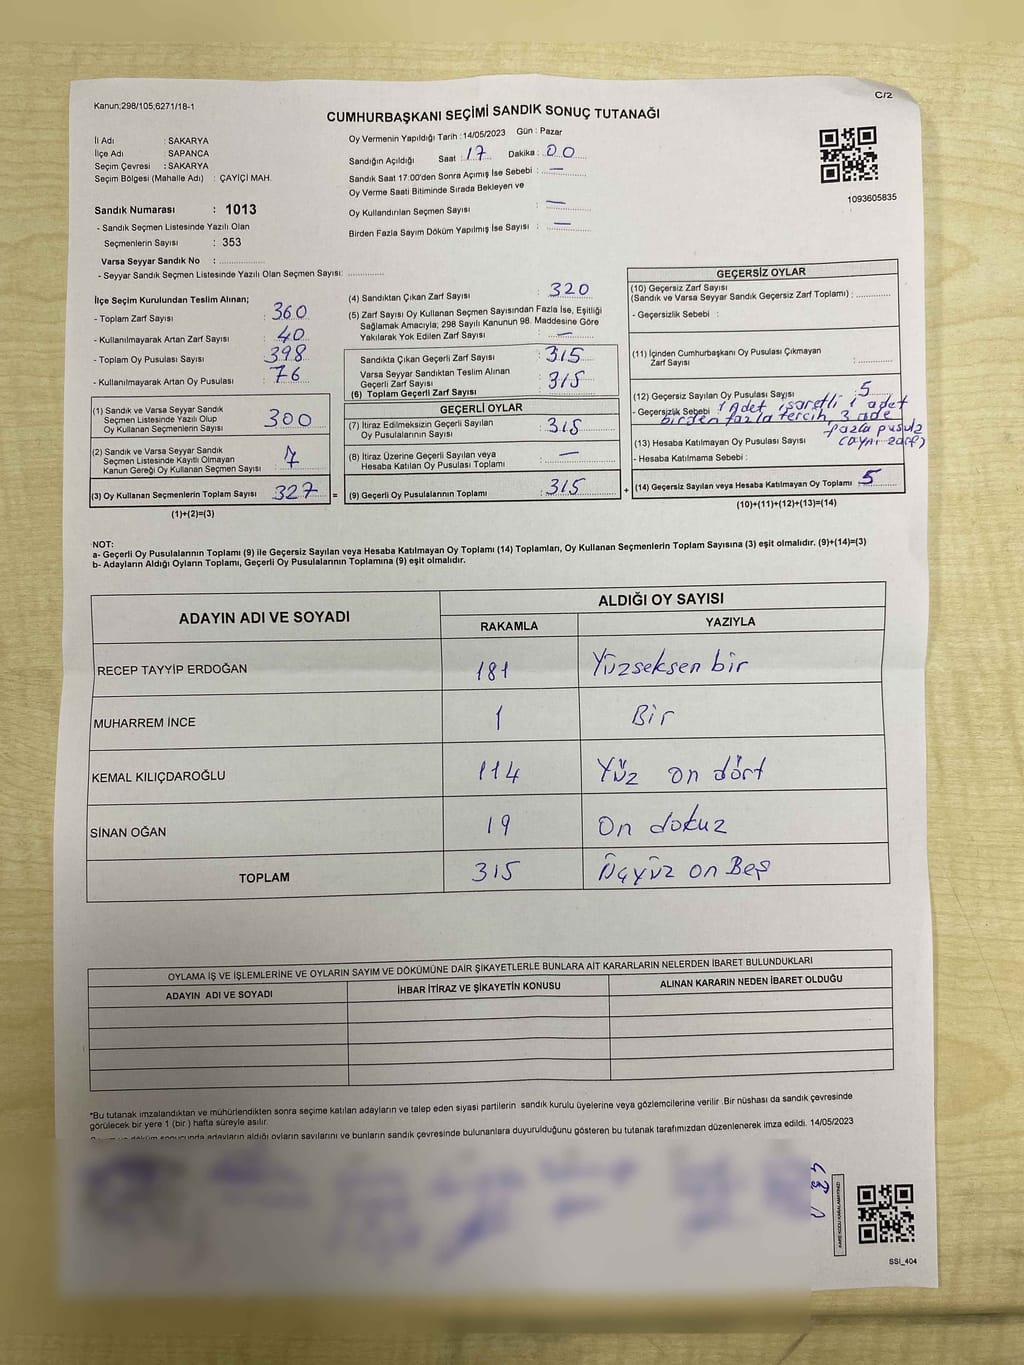 Kanun;298/105,6271/18-1
C/2
CUMHURBAŞKANI SEÇİMİ SANDIK SONUÇ TUTANAĞI
İl Adı : SAKARYA
İlçe Adı : SAPANCA
Seçim Çevresi : SAKARYA
Seçim Bölgesi (Mahalle Adı) : ÇAYİÇİ MAH.
Oy Vermenin Yapıldığı Tarih : 14/05/2023 Gün : Pazar
Sandığın Açıldığı Saat : 17 Dakika : 00
Sandık Saat 17:00'den Sonra Açımış İse Sebebi : —
Oy Verme Saati Bitiminde Sırada Bekleyen ve
Oy Kullandırılan Seçmen Sayısı : —
Birden Fazla Sayım Döküm Yapılmış İse Sayısı : —
1093605835
Sandık Numarası : 1013
- Sandık Seçmen Listesinde Yazılı Olan
Seçmenlerin Sayısı : 353
Varsa Seyyar Sandık No :
- Seyyar Sandık Seçmen Listesinde Yazılı Olan Seçmen Sayısı:
İlçe Seçim Kurulundan Teslim Alınan;
- Toplam Zarf Sayısı : 360
- Kullanılmayarak Artan Zarf Sayısı : 40
- Toplam Oy Pusulası Sayısı : 398
- Kullanılmayarak Artan Oy Pusulası : 76
(1) Sandık ve Varsa Seyyar Sandık
Seçmen Listesinde Yazılı Olup
Oy Kullanan Seçmenlerin Sayısı : 300
(2) Sandık ve Varsa Seyyar Sandık
Seçmen Listesinde Kayıtlı Olmayan
Kanun Gereği Oy Kullanan Seçmen Sayısı : 7
(3) Oy Kullanan Seçmenlerin Toplam Sayısı : 327 =
(1)+(2)=(3)
(4) Sandıktan Çıkan Zarf Sayısı : 320
(5) Zarf Sayısı Oy Kullanan Seçmen Sayısından Fazla İse, Eşitliği
Sağlamak Amacıyla; 298 Sayılı Kanunun 98. Maddesine Göre
Yakılarak Yok Edilen Zarf Sayısı : —
Sandıkta Çıkan Geçerli Zarf Sayısı : 315
Varsa Seyyar Sandıktan Teslim Alınan
Geçerli Zarf Sayısı : 315
(6) Toplam Geçerli Zarf Sayısı
GEÇERLİ OYLAR
(7) İtiraz Edilmeksizin Geçerli Sayılan
Oy Pusulalarının Sayısı : 315
(8) İtiraz Üzerine Geçerli Sayılan veya
Hesaba Katılan Oy Pusulası Toplamı : —
(9) Geçerli Oy Pusulalarının Toplamı : 315 +
GEÇERSİZ OYLAR
(10) Geçersiz Zarf Sayısı
(Sandık ve Varsa Seyyar Sandık Geçersiz Zarf Toplamı) :
- Geçersizlik Sebebi :
(11) İçinden Cumhurbaşkanı Oy Pusulası Çıkmayan
Zarf Sayısı :
(12) Geçersiz Sayılan Oy Pusulası Sayısı : 5
- Geçersizlik Sebebi : 1 Adet işaretli 1 adet
birden fazla tercih 3 ade
fazla pusula
(13) Hesaba Katılmayan Oy Pusulası Sayısı (aynı zarf)
- Hesaba Katılmama Sebebi :
(14) Geçersiz Sayılan veya Hesaba Katılmayan Oy Toplamı : 5
(10)+(11)+(12)+(13)=(14)
NOT:
a- Geçerli Oy Pusulalarının Toplamı (9) ile Geçersiz Sayılan veya Hesaba Katılmayan Oy Toplamı (14) Toplamları, Oy Kullanan Seçmenlerin Toplam Sayısına (3) eşit olmalıdır. (9)+(14)=(3)
b- Adayların Aldığı Oyların Toplamı, Geçerli Oy Pusulalarının Toplamına (9) eşit olmalıdır.
ADAYIN ADI VE SOYADI
ALDIĞI OY SAYISI
RAKAMLA YAZIYLA
RECEP TAYYİP ERDOĞAN 181 Yüzseksen bir
MUHARREM İNCE 1 Bir
KEMAL KILIÇDAROĞLU 114 Yüz on dört
SİNAN OĞAN 19 On dokuz
TOPLAM 315 Üçyüz on Beş
OYLAMA İŞ VE İŞLEMLERİNE VE OYLARIN SAYIM VE DÖKÜMÜNE DAİR ŞİKAYETLERLE BUNLARA AİT KARARLARIN NELERDEN İBARET BULUNDUKLARI
ADAYIN ADI VE SOYADI İHBAR İTİRAZ VE ŞİKAYETİN KONUSU ALINAN KARARIN NEDEN İBARET OLDUĞU
*Bu tutanak imzalandıktan ve mühürlendikten sonra seçime katılan adayların ve talep eden siyasi partilerin sandık kurulu üyelerine veya gözlemcilerine verilir .Bir nüshası da sandık çevresinde
görülecek bir yere 1 (bir ) hafta süreyle asılır.
sonucunda adayların aldığı oyların sayılarını ve bunların sandık çevresinde bulunanlara duyurulduğunu gösteren bu tutanak tarafımızdan düzenlenerek imza edildi. 14/05/2023
SSİ_404